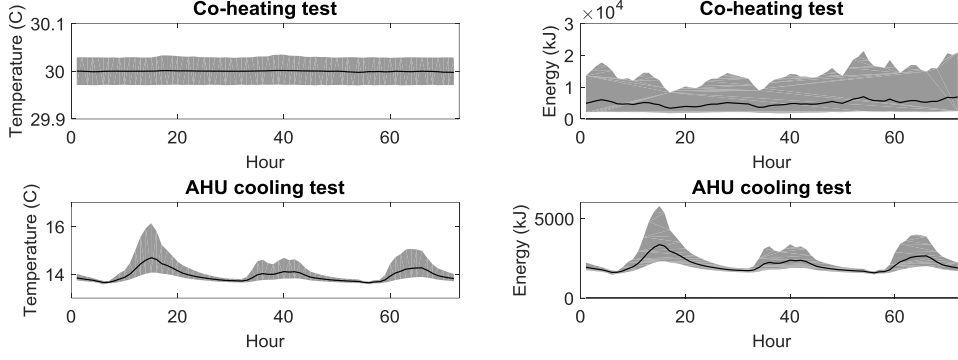 Co-heating test
30.1
30
29.9
Temperature (C)
0
20
40
60
Hour
Co-heating test
×10⁴
3
2
1
0
Energy (kJ)
0
20
40
60
Hour
AHU cooling test
16
14
Temperature (C)
0
20
40
60
Hour
AHU cooling test
5000
0
Energy (kJ)
0
20
40
60
Hour